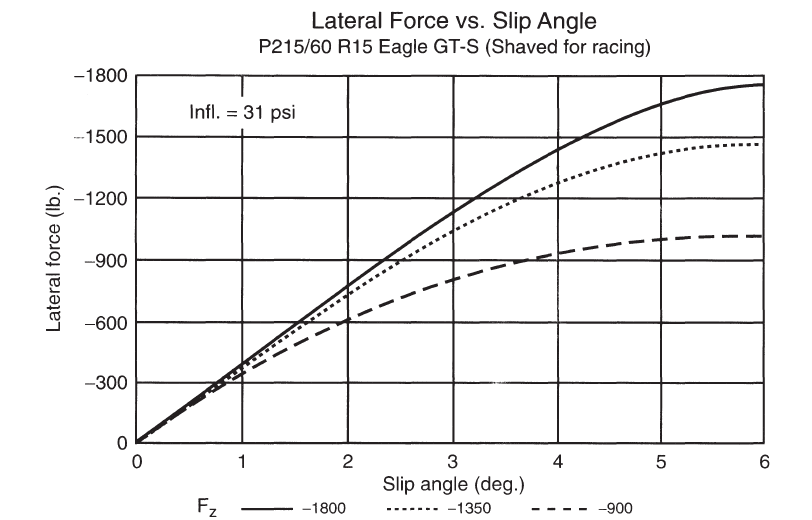 Lateral Force vs. Slip Angle
P215/60 R15 Eagle GT-S (Shaved for racing)
Infl. = 31 psi
Lateral force (lb.)
–1800
–1500
–1200
–900
–600
–300
0
0 1 2 3 4 5 6
Slip angle (deg.)
Fz –1800 –1350 –900